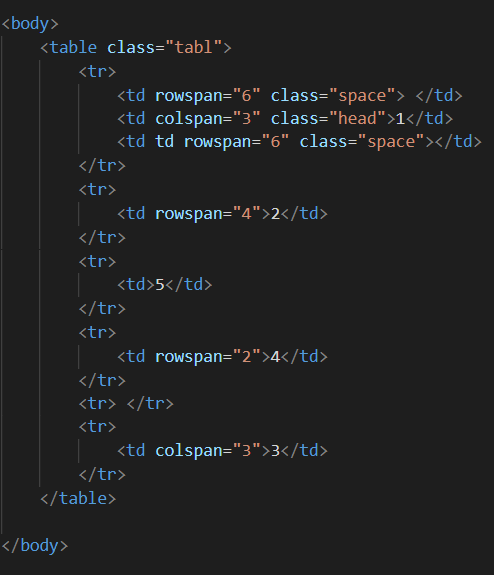 <body>
<table class="tabl">
<tr>
<td rowspan="6" class="space"> </td>
<td colspan="3" class="head">1</td>
<td td rowspan="6" class="space"></td>
</tr>
<tr>
<td rowspan="4">2</td>
</tr>
<tr>
<td>5</td>
</tr>
<tr>
<td rowspan="2">4</td>
</tr>
<tr> </tr>
<tr>
<td colspan="3">3</td>
</tr>
</table>
</body>